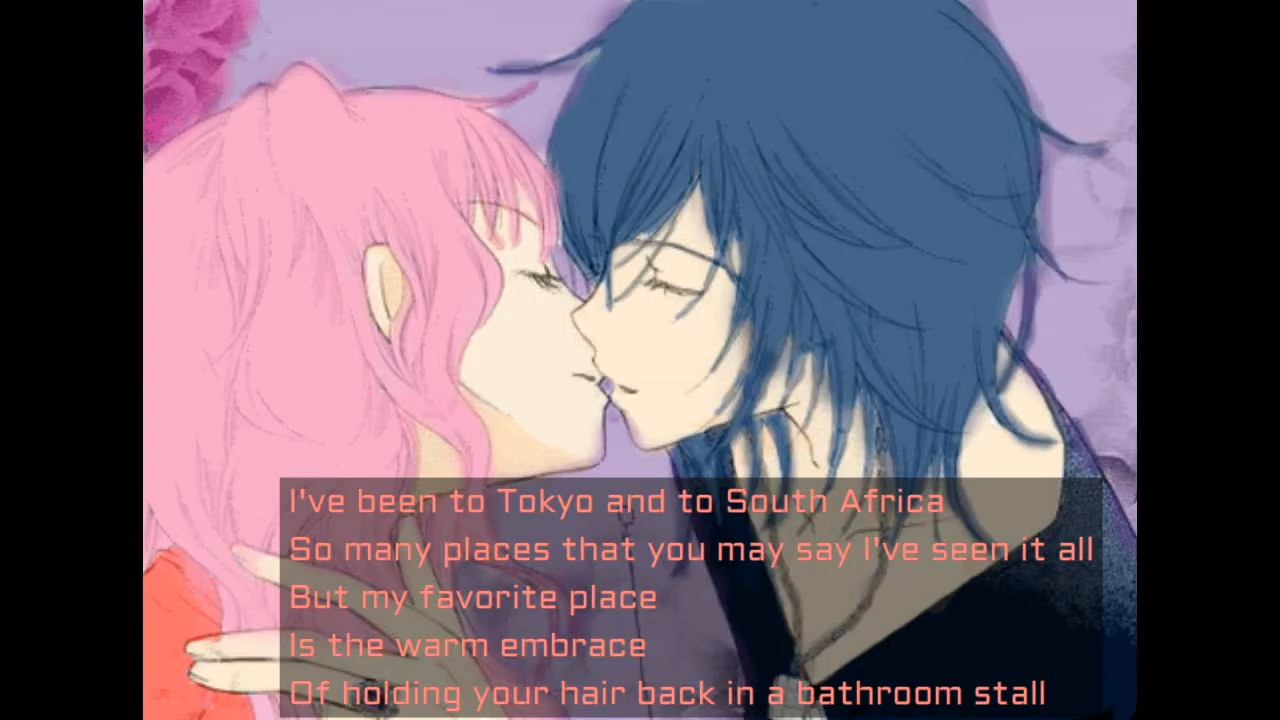 I've been to Tokyo and to South Africa
So many places that you may say I've seen it all
But my favorite place
Is the warm embrace
Of holding your hair back in a bathroom stall